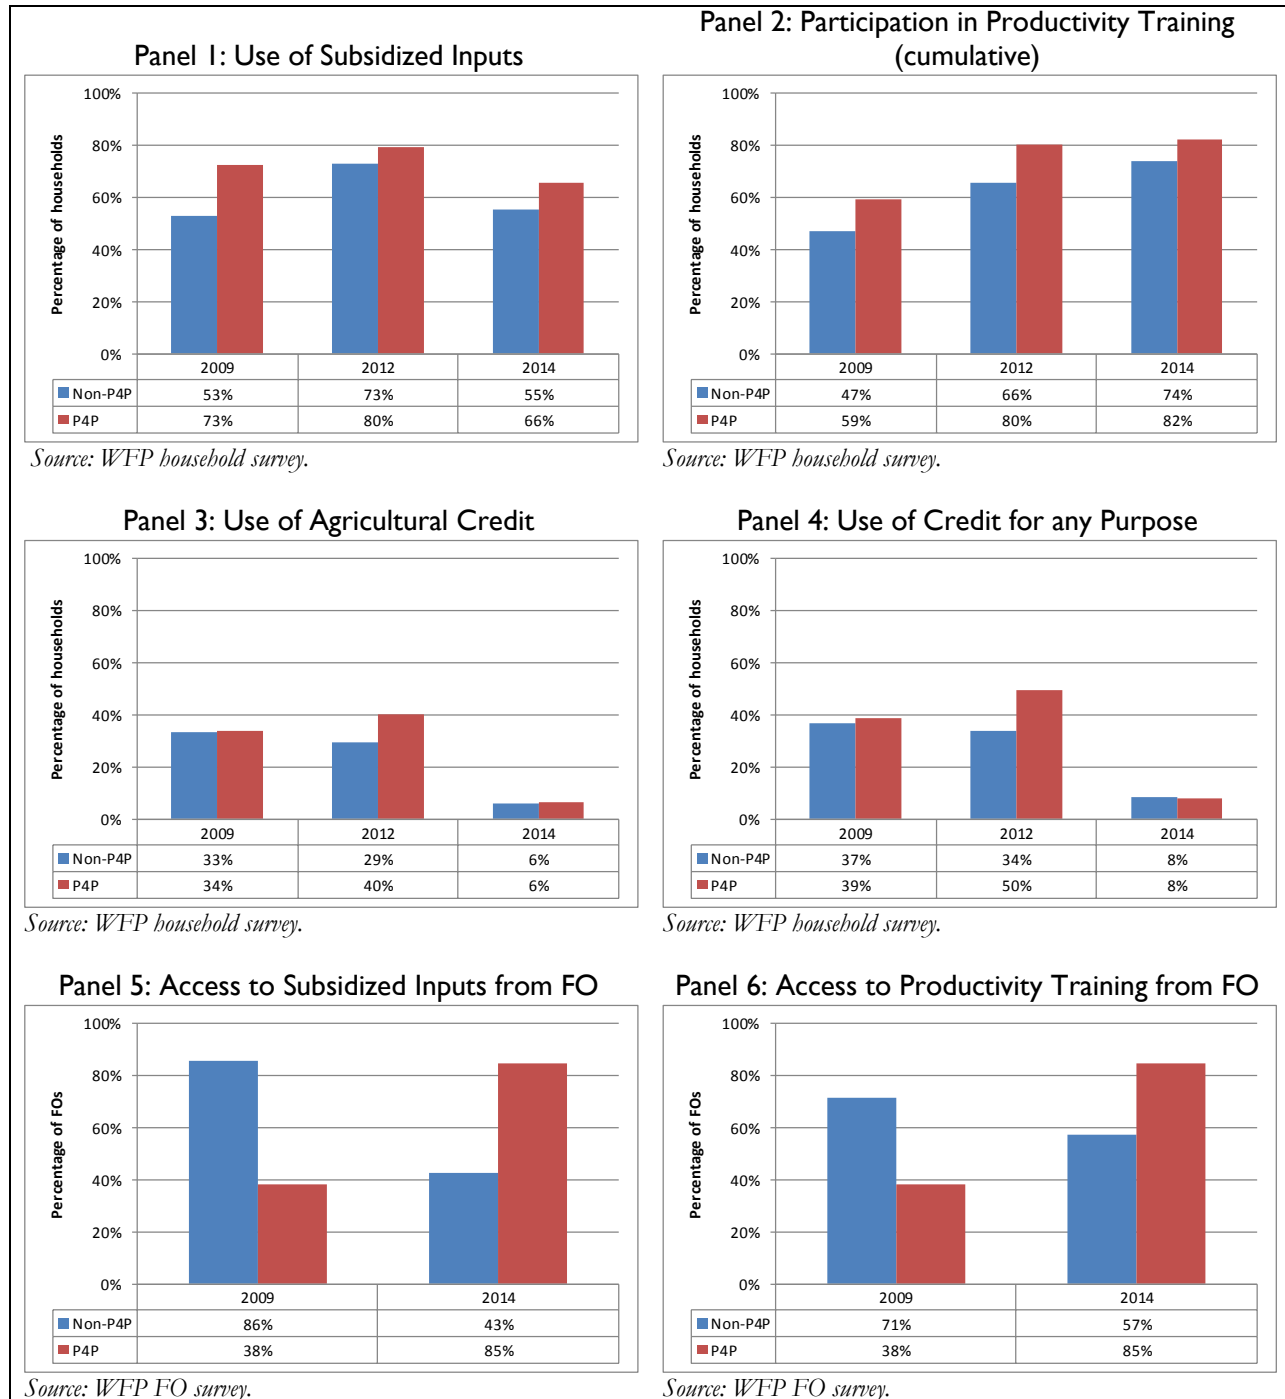 Panel 1: Use of Subsidized Inputs
Percentage of households
100%
80%
60%
40%
20%
0%
2009 2012 2014
Non-P4P 53% 73% 55%
P4P 73% 80% 66%
Source: WFP household survey.
Panel 2: Participation in Productivity Training
(cumulative)
Percentage of households
100%
80%
60%
40%
20%
0%
2009 2012 2014
Non-P4P 47% 66% 74%
P4P 59% 80% 82%
Source: WFP household survey.
Panel 3: Use of Agricultural Credit
Percentage of households
100%
80%
60%
40%
20%
0%
2009 2012 2014
Non-P4P 33% 29% 6%
P4P 34% 40% 6%
Source: WFP household survey.
Panel 4: Use of Credit for any Purpose
Percentage of households
100%
80%
60%
40%
20%
0%
2009 2012 2014
Non-P4P 37% 34% 8%
P4P 39% 50% 8%
Source: WFP household survey.
Panel 5: Access to Subsidized Inputs from FO
Percentage of FOs
100%
80%
60%
40%
20%
0%
2009 2014
Non-P4P 86% 43%
P4P 38% 85%
Source: WFP FO survey.
Panel 6: Access to Productivity Training from FO
Percentage of FOs
100%
80%
60%
40%
20%
0%
2009 2014
Non-P4P 71% 57%
P4P 38% 85%
Source: WFP FO survey.